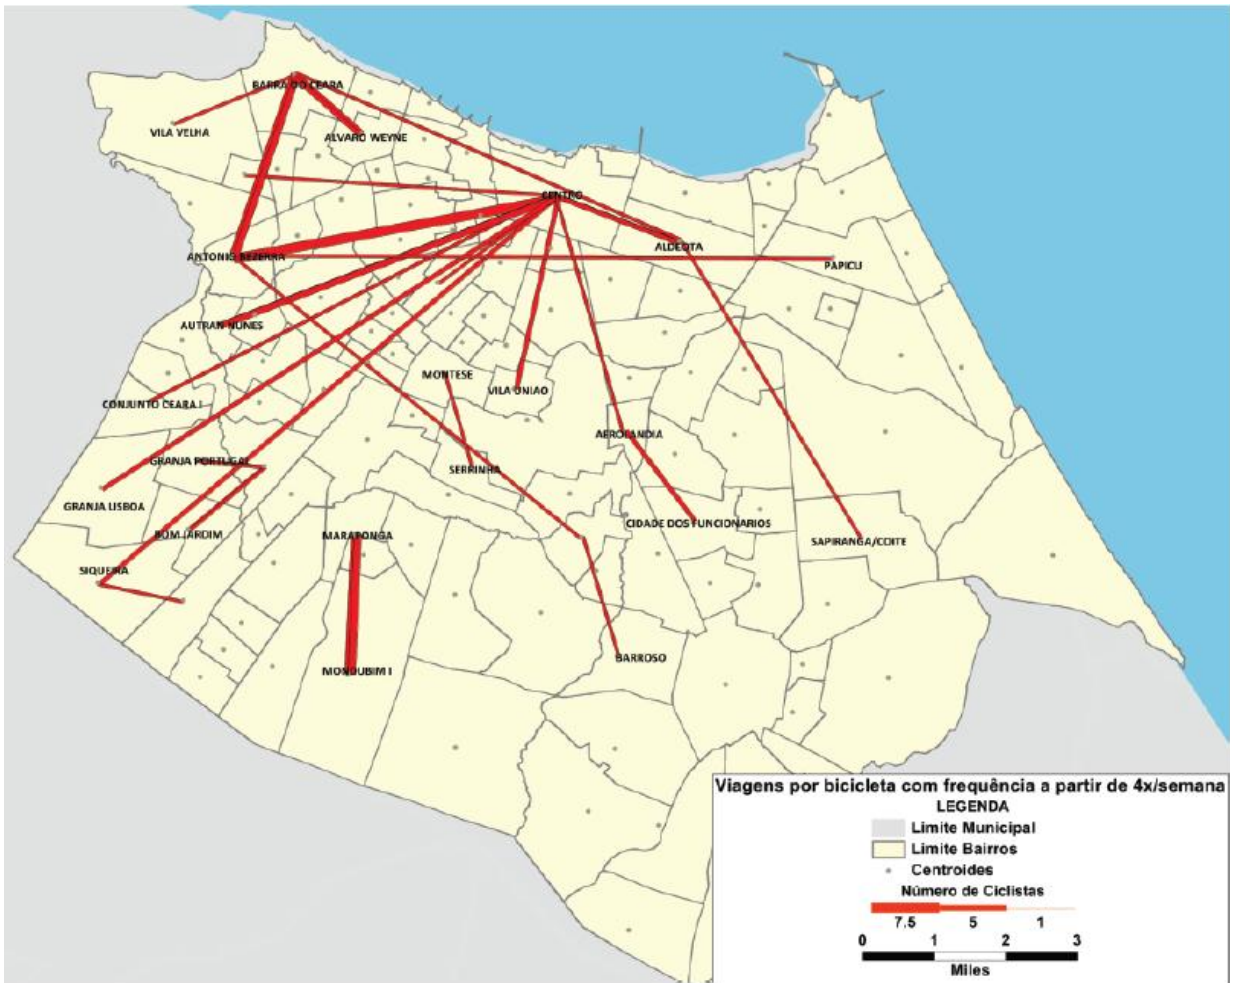 BARRA DO CEARA
VILA VELHA
ALVARO WEYNE
CENTRO
ALDEOTA
ANTONIO BEZERRA
PAPICU
AUTRAN NUNES
MONTESE
VILA UNIAO
CONJUNTO CEARA I
AEROLANDIA
GRANJA PORTUGAL
SERRINHA
GRANJA LISBOA
CIDADE DOS FUNCIONARIOS
BOM JARDIM
MARAPONGA
SAPIRANGA/COITE
SIQUEIRA
BARROSO
MONDUBIM I
Viagens por bicicleta com frequência a partir de 4x/semana
LEGENDA
Limite Municipal
Limite Bairros
Centroides
Número de Ciclistas
7.5 5 1
0 1 2 3
Miles